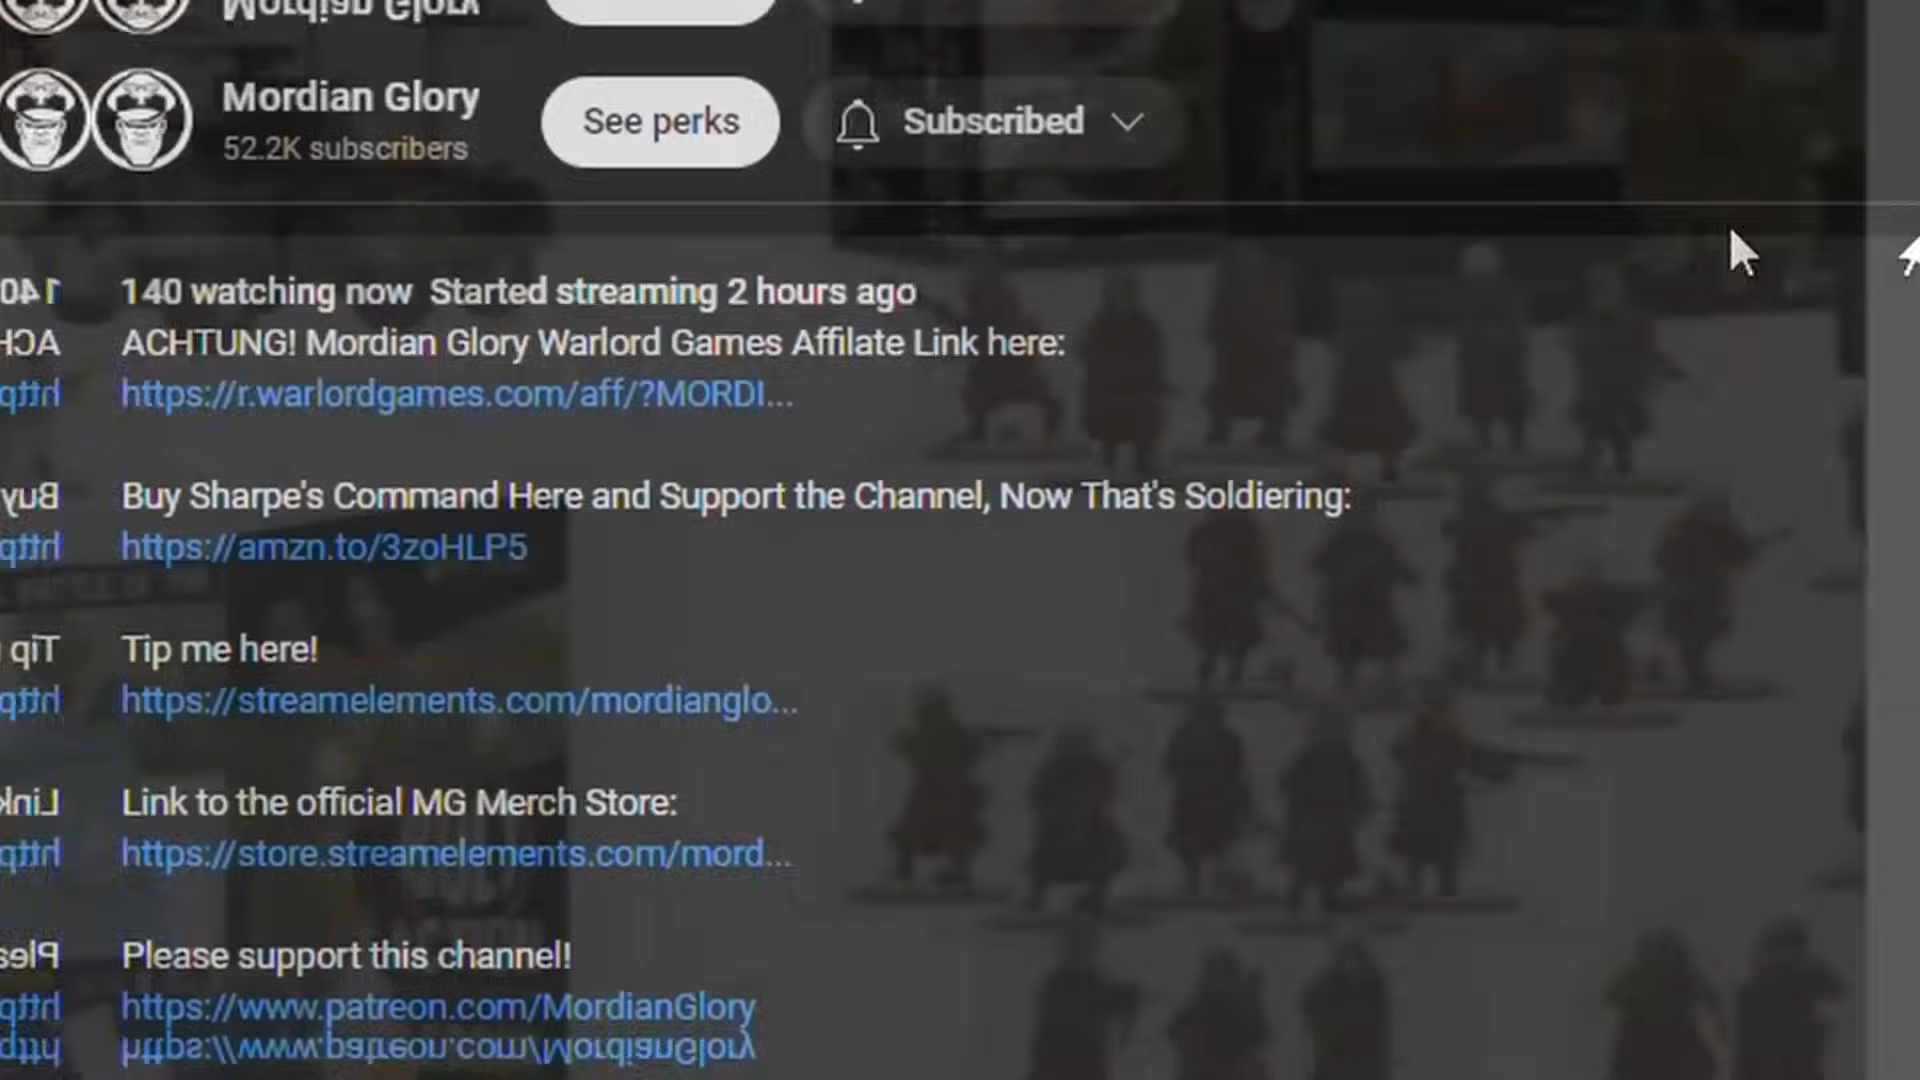 Mordian Glory
52.2K subscribers
See perks
Subscribed
140 watching now Started streaming 2 hours ago
ACHTUNG! Mordian Glory Warlord Games Affilate Link here:
https://r.warlordgames.com/aff/?MORDI...
Buy Sharpe's Command Here and Support the Channel, Now That's Soldiering:
https://amzn.to/3zoHLP5
Tip me here!
https://streamelements.com/mordianglo...
Link to the official MG Merch Store:
https://store.streamelements.com/mord...
Please support this channel!
https://www.patreon.com/MordianGlory